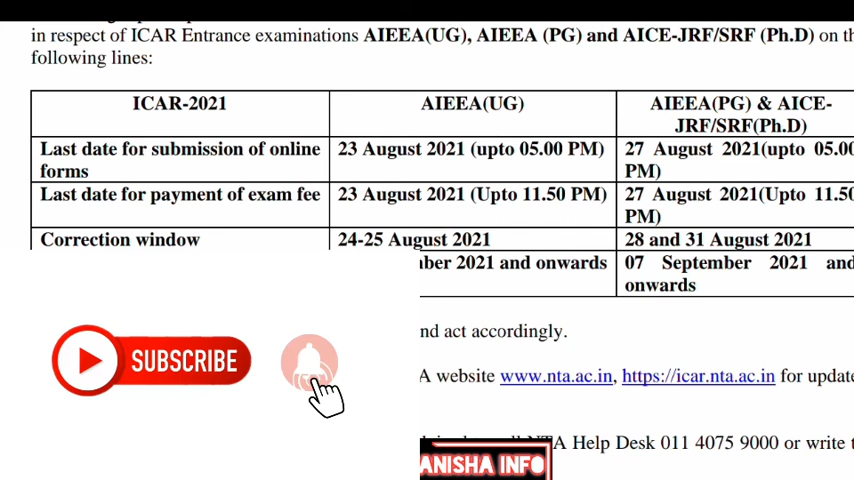 in respect of ICAR Entrance examinations AIEEA(UG), AIEEA (PG) and AICE-JRF/SRF (Ph.D) on
following lines:
ICAR-2021 AIEEA(UG) AIEEA(PG) & AICE-
JRF/SRF(Ph.D)
Last date for submission of online 23 August 2021 (upto 05.00 PM) 27 August 2021(upto 05.00
forms PM)
Last date for payment of exam fee 23 August 2021 (Upto 11.50 PM) 27 August 2021(Upto 11.50
PM)
Correction window 24-25 August 2021 28 and 31 August 2021
2021 and onwards 07 September 2021 and
onwards
act accordingly.
website www.nta.ac.in, https://icar.nta.ac.in for
SUBSCRIBE
NTA Help Desk 011 4075 9000 or write
ANISHA INFO